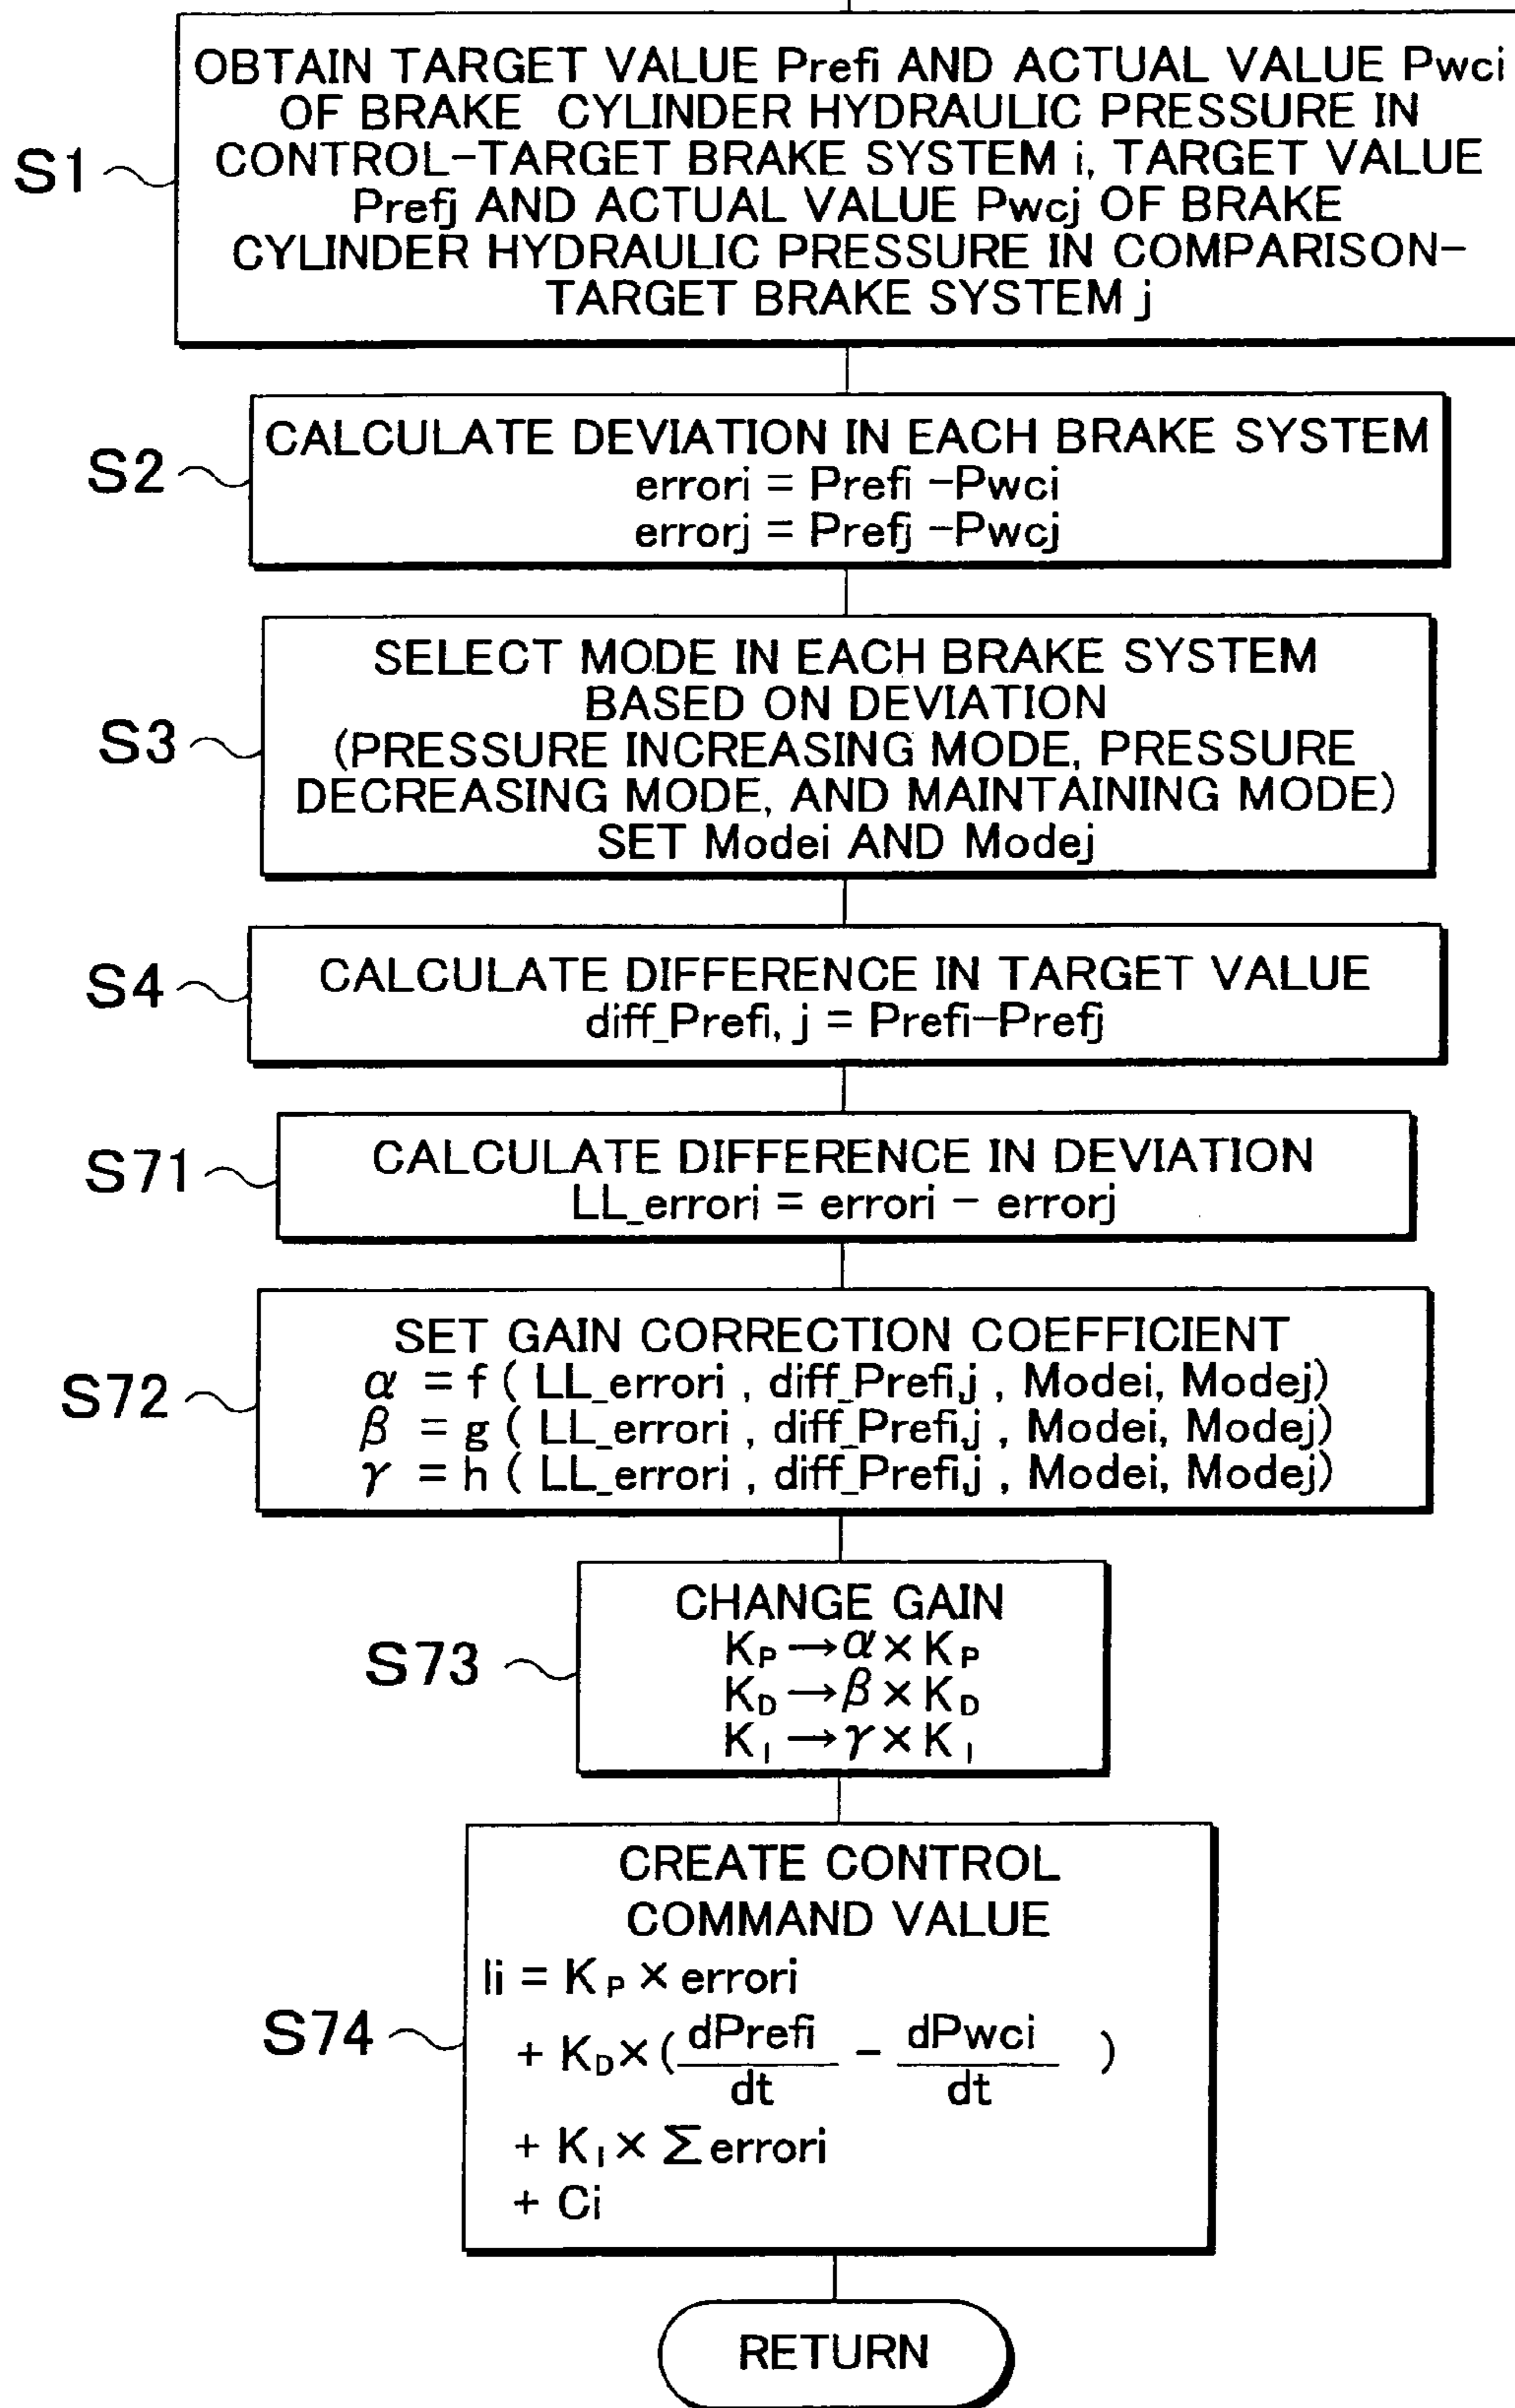 S1
OBTAIN TARGET VALUE Prefi AND ACTUAL VALUE Pwci
OF BRAKE CYLINDER HYDRAULIC PRESSURE IN
CONTROL-TARGET BRAKE SYSTEM i, TARGET VALUE
Prefj AND ACTUAL VALUE Pwcj OF BRAKE
CYLINDER HYDRAULIC PRESSURE IN COMPARISON-
TARGET BRAKE SYSTEM j
S2
CALCULATE DEVIATION IN EACH BRAKE SYSTEM
errori = Prefi -Pwci
errorj = Prefj -Pwcj
S3
SELECT MODE IN EACH BRAKE SYSTEM
BASED ON DEVIATION
(PRESSURE INCREASING MODE, PRESSURE
DECREASING MODE, AND MAINTAINING MODE)
SET Modei AND Modej
S4
CALCULATE DIFFERENCE IN TARGET VALUE
diff_Prefi, j = Prefi-Prefj
S71
CALCULATE DIFFERENCE IN DEVIATION
LL_errori = errori - errorj
S72
SET GAIN CORRECTION COEFFICIENT
α = f ( LL_errori , diff_Prefi,j , Modei, Modej)
β = g ( LL_errori , diff_Prefi,j , Modei, Modej)
γ = h ( LL_errori , diff_Prefi,j , Modei, Modej)
S73
CHANGE GAIN
KP → α × KP
KD → β × KD
KI → γ × KI
S74
CREATE CONTROL
COMMAND VALUE
Ii = KP × errori
+ KD × ( dPrefi/dt - dPwci/dt )
+ KI × Σ errori
+ Ci
RETURN